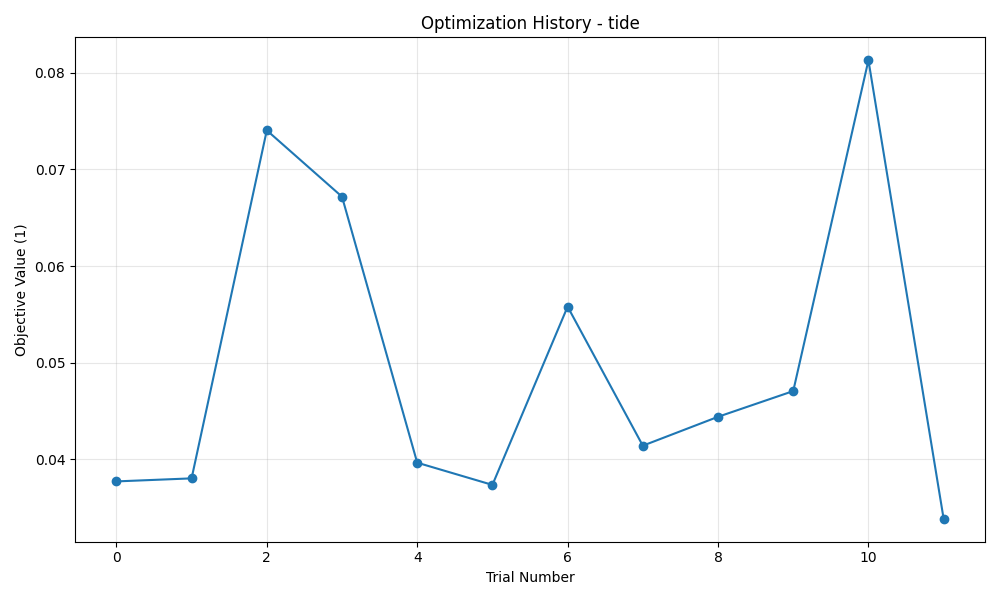 Optimization History - tide
0.08
0.07
0.06
0.05
0.04
Objective Value (1)
0 2 4 6 8 10
Trial Number